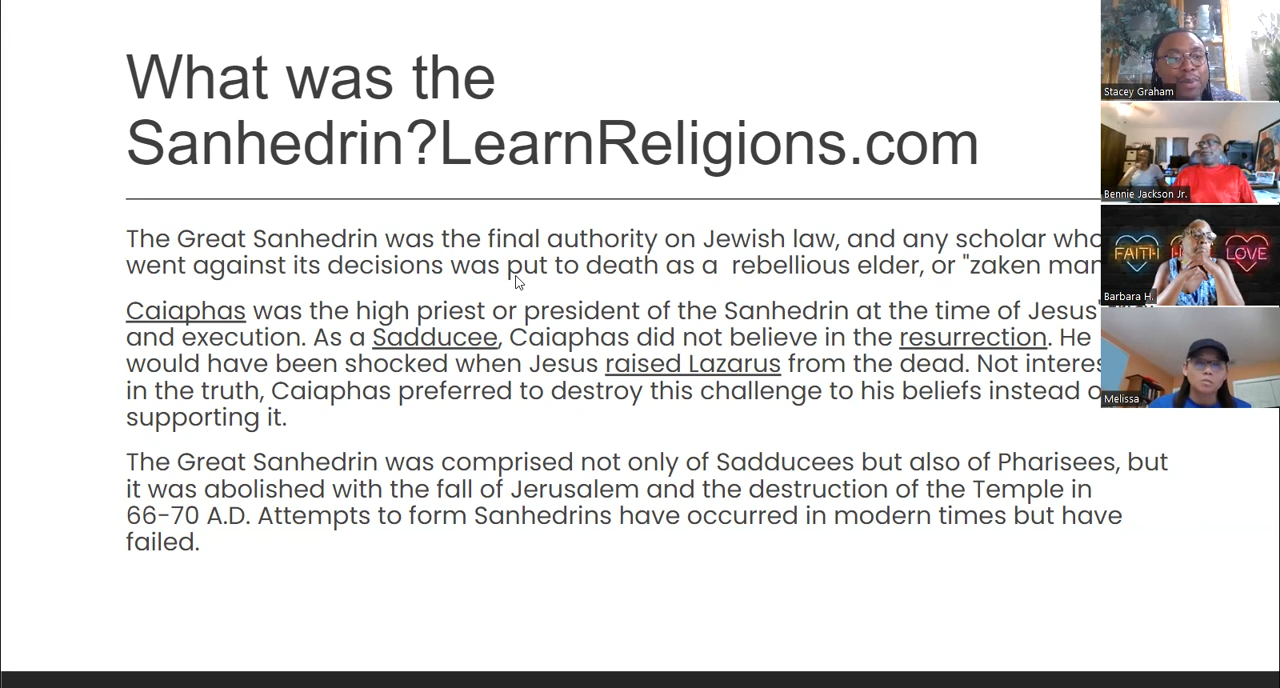 What was the
Sanhedrin?LearnReligions.com
The Great Sanhedrin was the final authority on Jewish law, and any scholar who
went against its decisions was put to death as a  rebellious elder, or "zaken
Caiaphas was the high priest or president of the Sanhedrin at the time of Jesus'
and execution. As a Sadducee, Caiaphas did not believe in the resurrection. He
would have been shocked when Jesus raised Lazarus from the dead. Not
in the truth, Caiaphas preferred to destroy this challenge to his beliefs instead
supporting it.
The Great Sanhedrin was comprised not only of Sadducees but also of Pharisees, but
it was abolished with the fall of Jerusalem and the destruction of the Temple in
66-70 A.D. Attempts to form Sanhedrins have occurred in modern times but have
failed.
Stacey Graham
Bennie Jackson Jr.
FAITH
LOVE
Barbara H.
Melissa